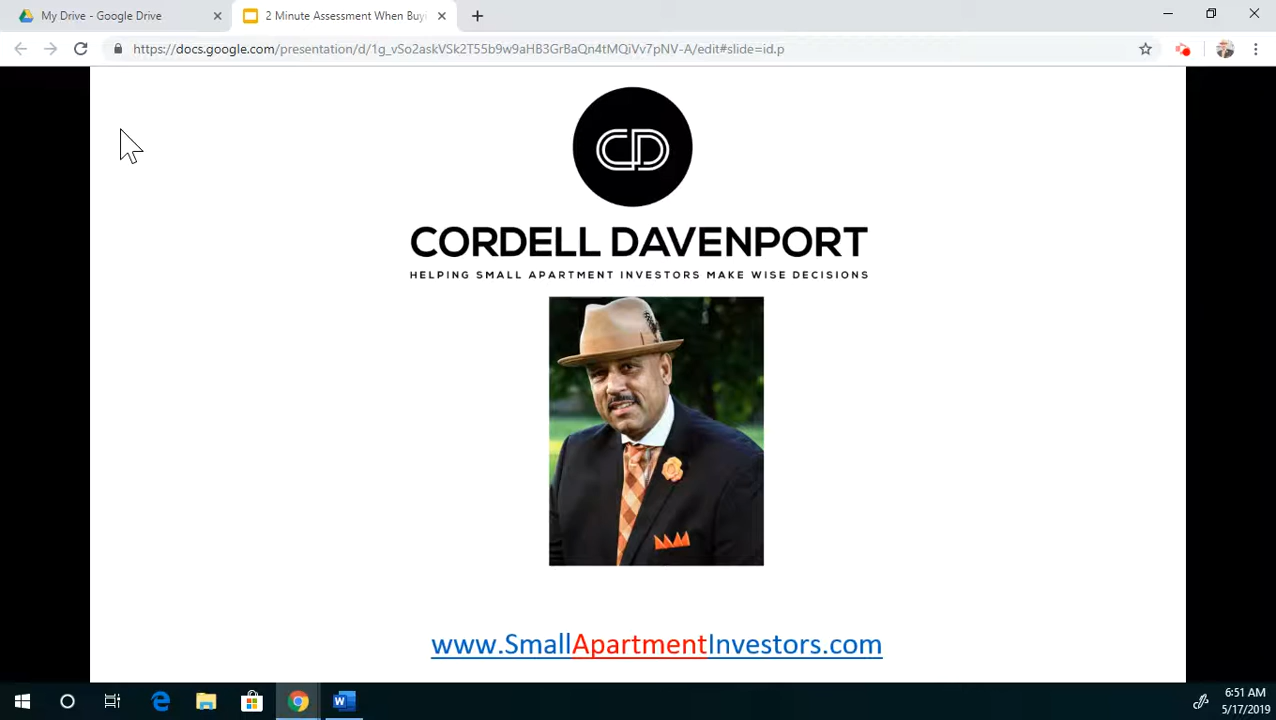 My Drive - Google Drive
2 Minute Assessment When Buy
https://docs.google.com/presentation/d/1g_vSo2askVSk2T55b9w9aHB3GrBaQn4tMQiVv7pNV-A/edit#slide=id.p
CD
CORDELL DAVENPORT
HELPING SMALL APARTMENT INVESTORS MAKE WISE DECISIONS
www.SmallApartmentInvestors.com
6:51 AM
5/17/2019